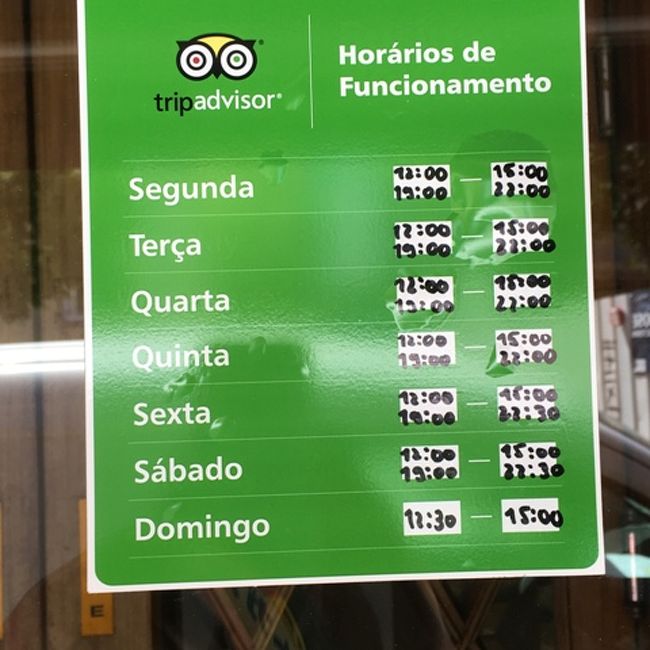 tripadvisor®
Horários de
Funcionamento
Segunda 12:00 — 15:00
19:00 22:00
Terça 12:00 — 15:00
19:00 22:00
Quarta 12:00 — 15:00
19:00 22:00
Quinta 12:00 — 15:00
19:00 22:00
Sexta 12:00 — 15:00
19:00 22:30
Sábado 12:00 — 15:00
19:00 22:30
Domingo 12:30 — 15:00
E